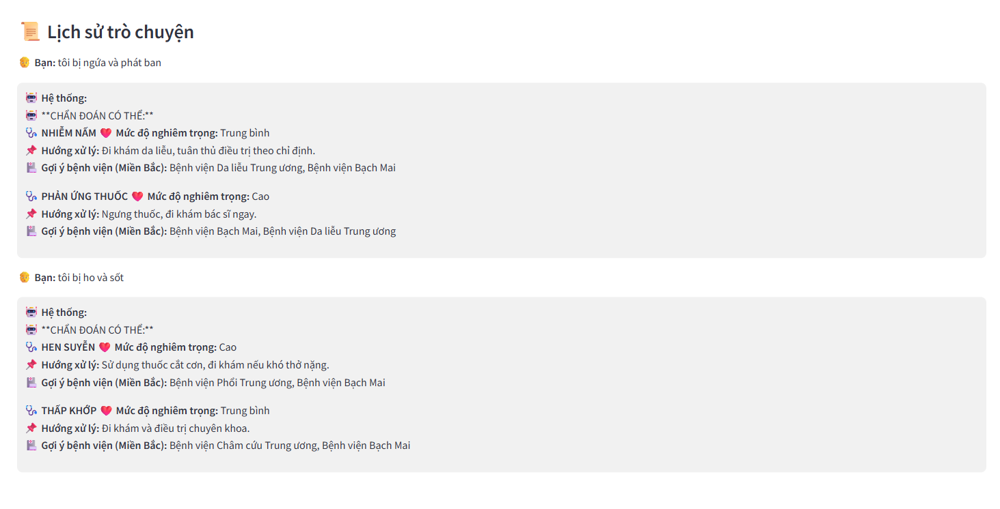 📜 Lịch sử trò chuyện
🧑 Bạn: tôi bị ngứa và phát ban
🤖 Hệ thống:
🤖 **CHẨN ĐOÁN CÓ THỂ:**
🩺 NHIỄM NẤM ❤️ Mức độ nghiêm trọng: Trung bình
📌 Hướng xử lý: Đi khám da liễu, tuân thủ điều trị theo chỉ định.
🏥 Gợi ý bệnh viện (Miền Bắc): Bệnh viện Da liễu Trung ương, Bệnh viện Bạch Mai
🩺 PHẢN ỨNG THUỐC ❤️ Mức độ nghiêm trọng: Cao
📌 Hướng xử lý: Ngưng thuốc, đi khám bác sĩ ngay.
🏥 Gợi ý bệnh viện (Miền Bắc): Bệnh viện Bạch Mai, Bệnh viện Da liễu Trung ương
🧑 Bạn: tôi bị ho và sốt
🤖 Hệ thống:
🤖 **CHẨN ĐOÁN CÓ THỂ:**
🩺 HEN SUYỄN ❤️ Mức độ nghiêm trọng: Cao
📌 Hướng xử lý: Sử dụng thuốc cắt cơn, đi khám nếu khó thở nặng.
🏥 Gợi ý bệnh viện (Miền Bắc): Bệnh viện Phổi Trung ương, Bệnh viện Bạch Mai
🩺 THẤP KHỚP ❤️ Mức độ nghiêm trọng: Trung bình
📌 Hướng xử lý: Đi khám và điều trị chuyên khoa.
🏥 Gợi ý bệnh viện (Miền Bắc): Bệnh viện Châm cứu Trung ương, Bệnh viện Bạch Mai